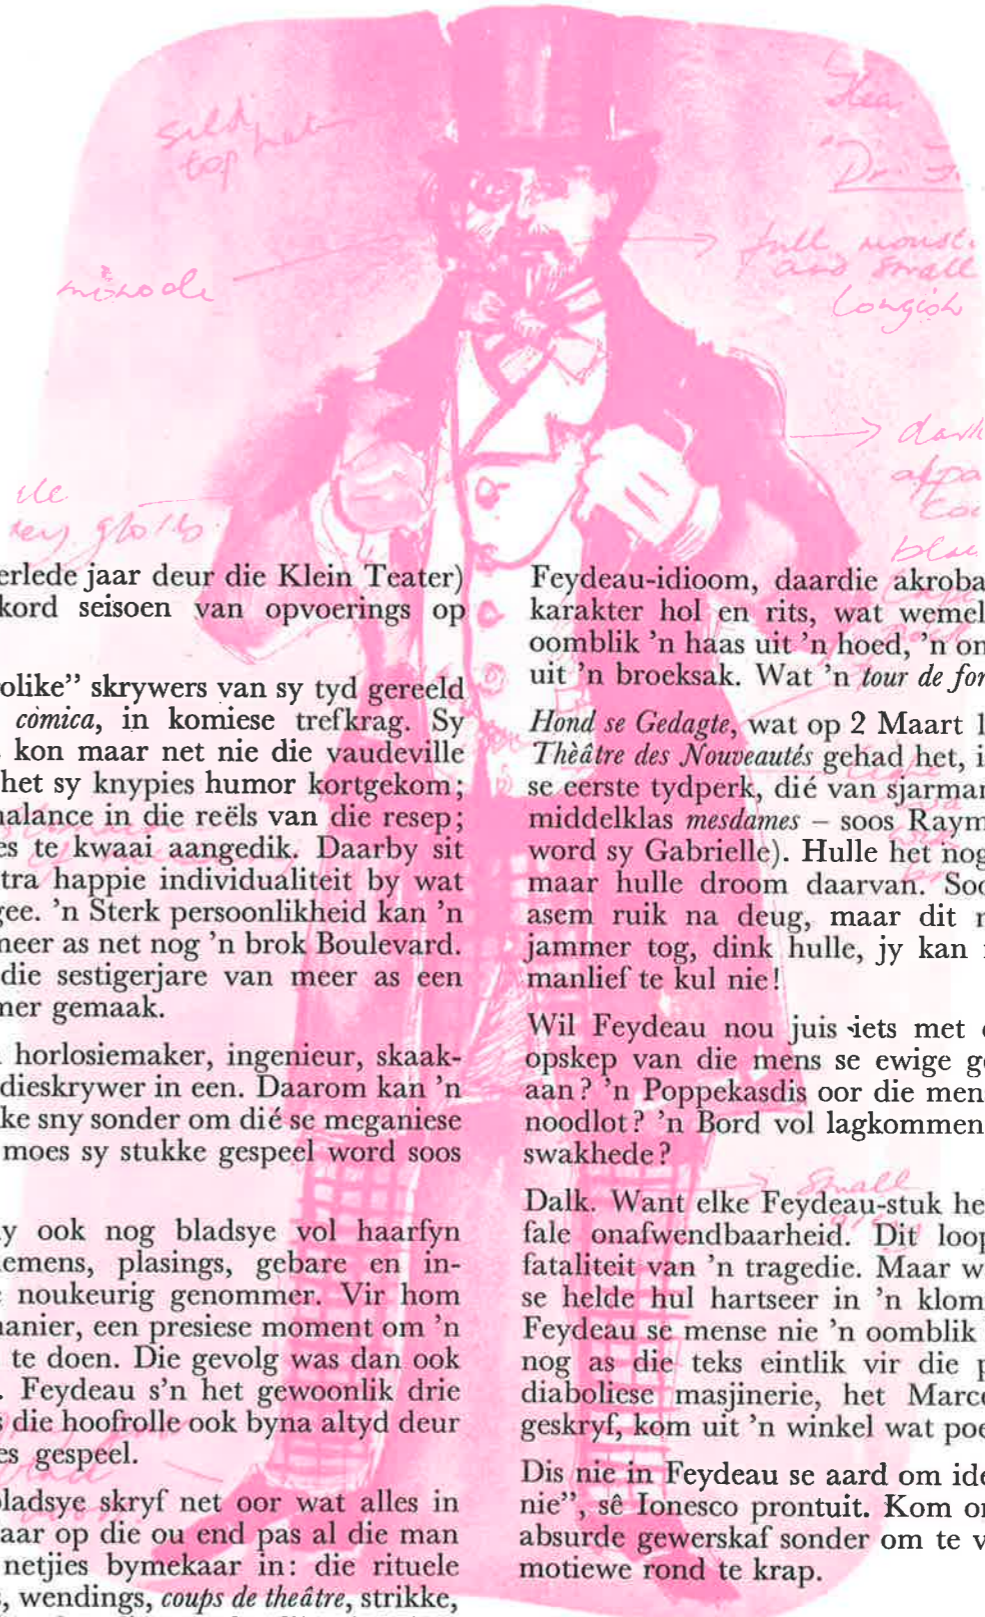 silk
top hat
full
and small
Longish
erlede jaar deur die Klein Teater)
kord seisoen van opvoerings op
olike” skrywers van sy tyd gereeld
còmica, in komiese trefkrag. Sy
kon maar net nie die vaudeville
het sy knypies humor kortgekom;
alance in die reëls van die resep;
es te kwaai aangedik. Daarby sit
tra happie individualiteit by wat
gee. ’n Sterk persoonlikheid kan ’n
neer as net nog ’n brok Boulevard.
die sestigerjare van meer as een
ner gemaak.
horlosiemaker, ingenieur, skaak-
dieskrywer in een. Daarom kan ’n
ke sny sonder om dié se meganiese
moes sy stukke gespeel word soos
y ook nog bladsye vol haarfyn
emens, plasings, gebare en in-
noukeurig genommer. Vir hom
nanier, een presiese moment om ’n
te doen. Die gevolg was dan ook
. Feydeau s’n het gewoonlik drie
s die hoofrolle ook byna altyd deur
es gespeel.
bladsye skryf net oor wat alles in
aar op die ou end pas al die man
netjies bymekaar in: die rituele
, wendings, coups de theâtre, strikke,
Feydeau-idioom, daardie akroba
karakter hol en rits, wat wemel
oomblik ’n haas uit ’n hoed, ’n on
uit ’n broeksak. Wat ’n tour de for
Hond se Gedagte, wat op 2 Maart 1
Thèâtre des Nouveautés gehad het, i
se eerste tydperk, dié van sjarman
middelklas mesdames – soos Raym
word sy Gabrielle). Hulle het nog
maar hulle droom daarvan. Soo
asem ruik na deug, maar dit n
jammer tog, dink hulle, jy kan n
manlief te kul nie!
Wil Feydeau nou juis iets met d
opskep van die mens se ewige ge
aan? ’n Poppekasdis oor die men
noodlot? ’n Bord vol lagkommen
swakhede?
Dalk. Want elke Feydeau-stuk he
fale onafwendbaarheid. Dit loop
fataliteit van ’n tragedie. Maar w
se helde hul hartseer in ’n klom
Feydeau se mense nie ’n oomblik
nog as die teks eintlik vir die p
diaboliese masjinerie, het Marce
geskryf, kom uit ’n winkel wat poe
Small
Dis nie in Feydeau se aard om ide
nie”, sê Ionesco prontuit. Kom on
absurde gewerskaf sonder om te v
motiewe rond te krap.